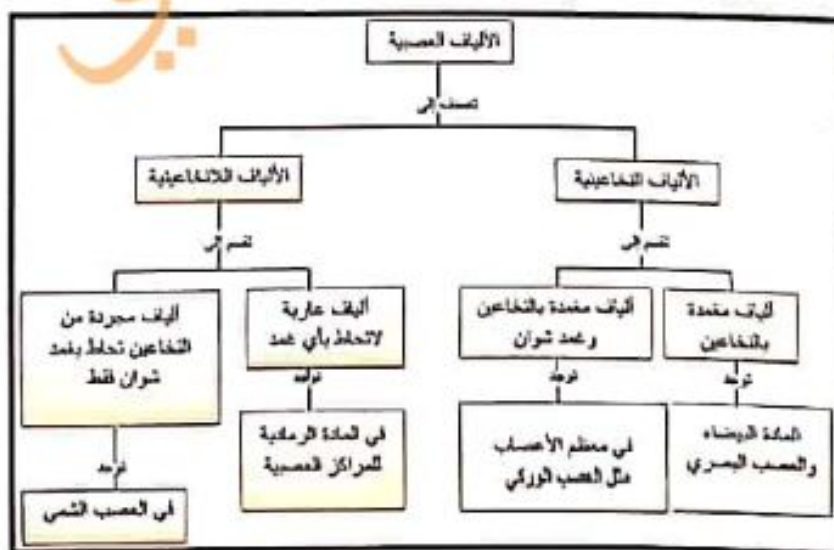 الألياف العصبية
تصنف إلى
الألياف النخاعينية
الألياف اللانخاعينية
تقسم إلى
تقسم إلى
ألياف مغمدة
بالنخاعين
ألياف مغمدة بالنخاعين
وغمد شوان
ألياف عارية
لاتحاط بأي غمد
ألياف مجردة من
النخاعين تحاط بغمد
شوان فقط
توجد
توجد
توجد
توجد
المادة البيضاء
والعصب البصري
في معظم الأعصاب
مثل العصب الوركي
في المادة الرمادية
للمراكز العصبية
في العصب الشمي